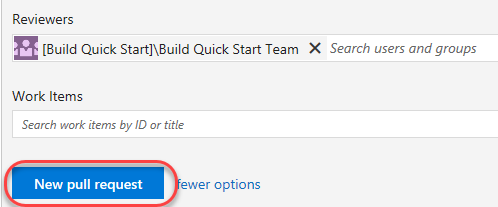 Reviewers
[Build Quick Start]\Build Quick Start Team ✕ Search users and groups
Work Items
Search work items by ID or title
New pull request fewer options